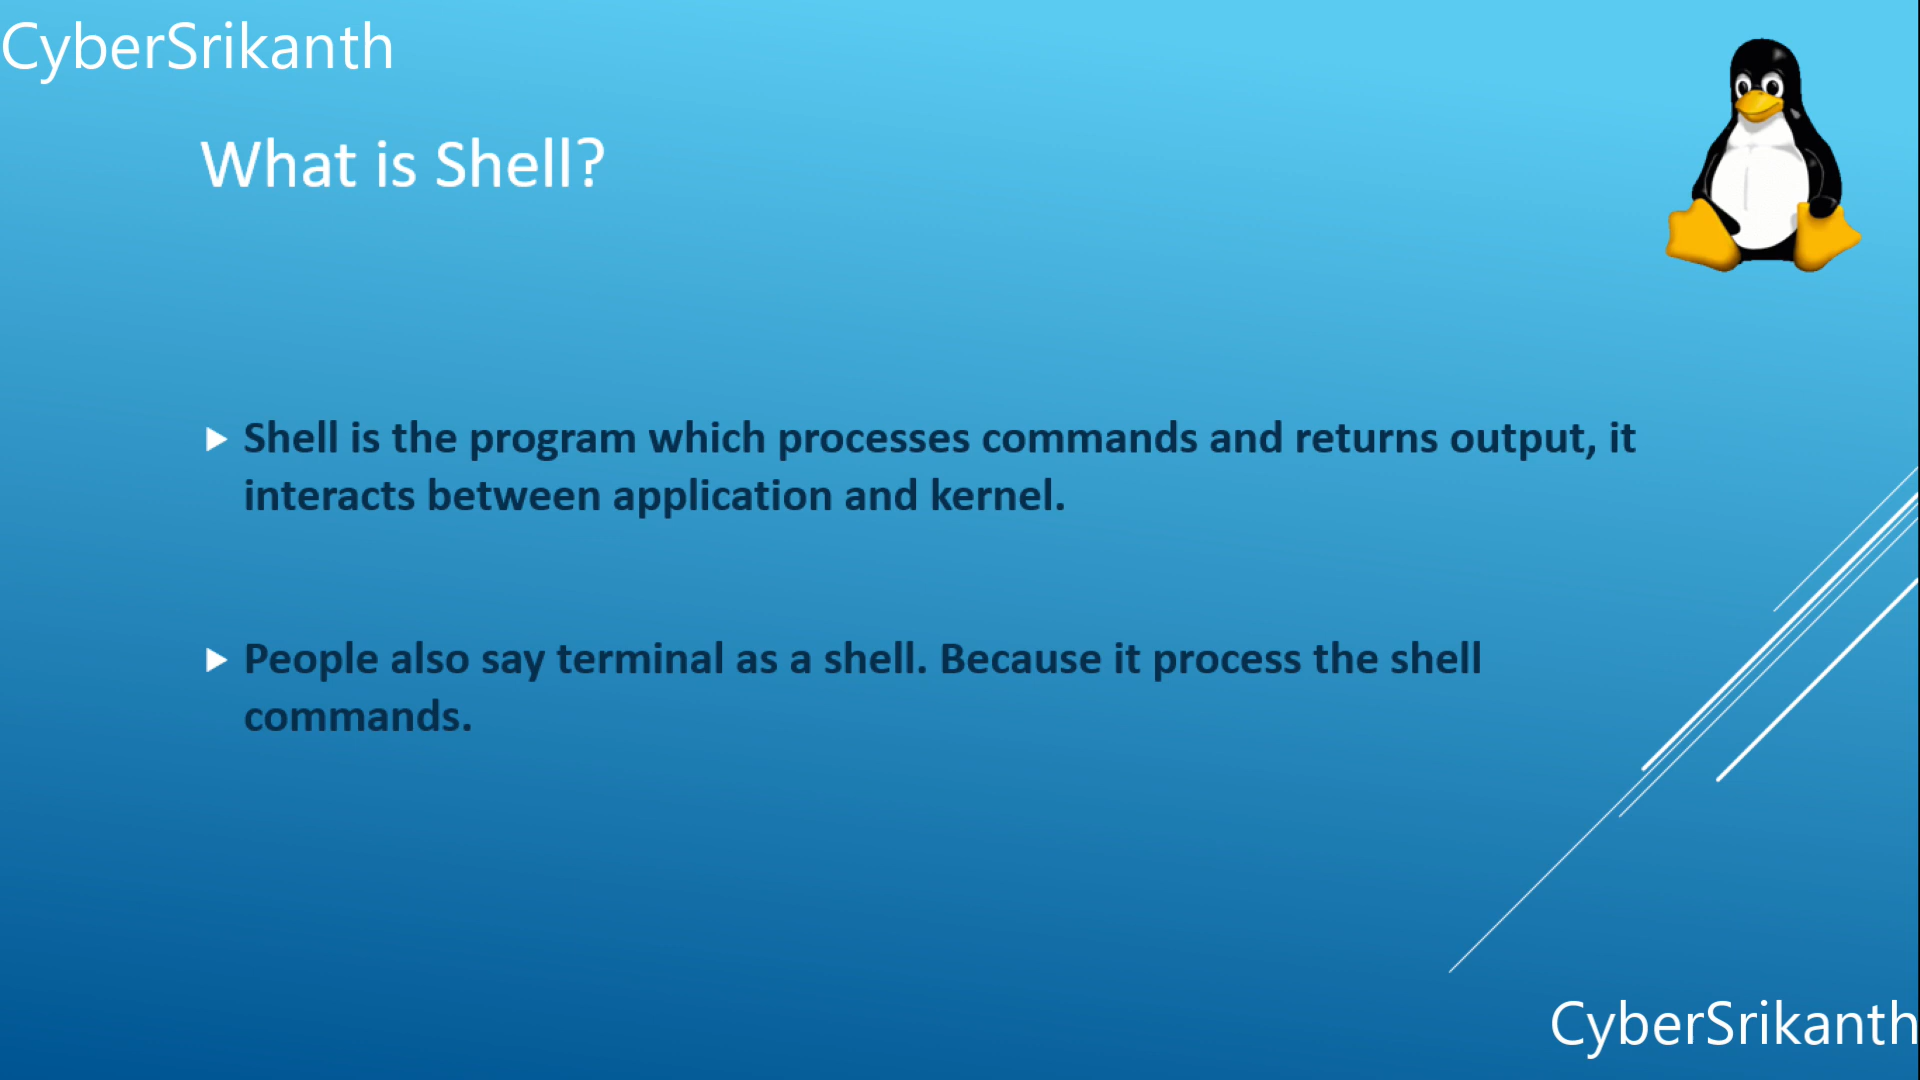 CyberSrikanth
What is Shell?
Shell is the program which processes commands and returns output, it
interacts between application and kernel.
People also say terminal as a shell. Because it process the shell
commands.
CyberSrikanth